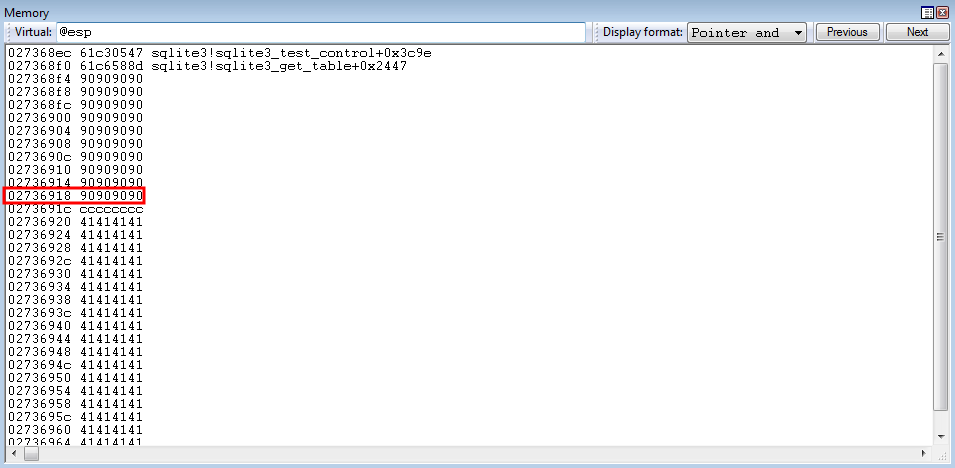 Memory
Virtual: @esp Display format: Pointer and Previous Next
027368ec 61c30547 sqlite3!sqlite3_test_control+0x3c9e
027368f0 61c6588d sqlite3!sqlite3_get_table+0x2447
027368f4 90909090
027368f8 90909090
027368fc 90909090
02736900 90909090
02736904 90909090
02736908 90909090
0273690c 90909090
02736910 90909090
02736914 90909090
02736918 90909090
0273691c cccccccc
02736920 41414141
02736924 41414141
02736928 41414141
0273692c 41414141
02736930 41414141
02736934 41414141
02736938 41414141
0273693c 41414141
02736940 41414141
02736944 41414141
02736948 41414141
0273694c 41414141
02736950 41414141
02736954 41414141
02736958 41414141
0273695c 41414141
02736960 41414141
02736964 41414141